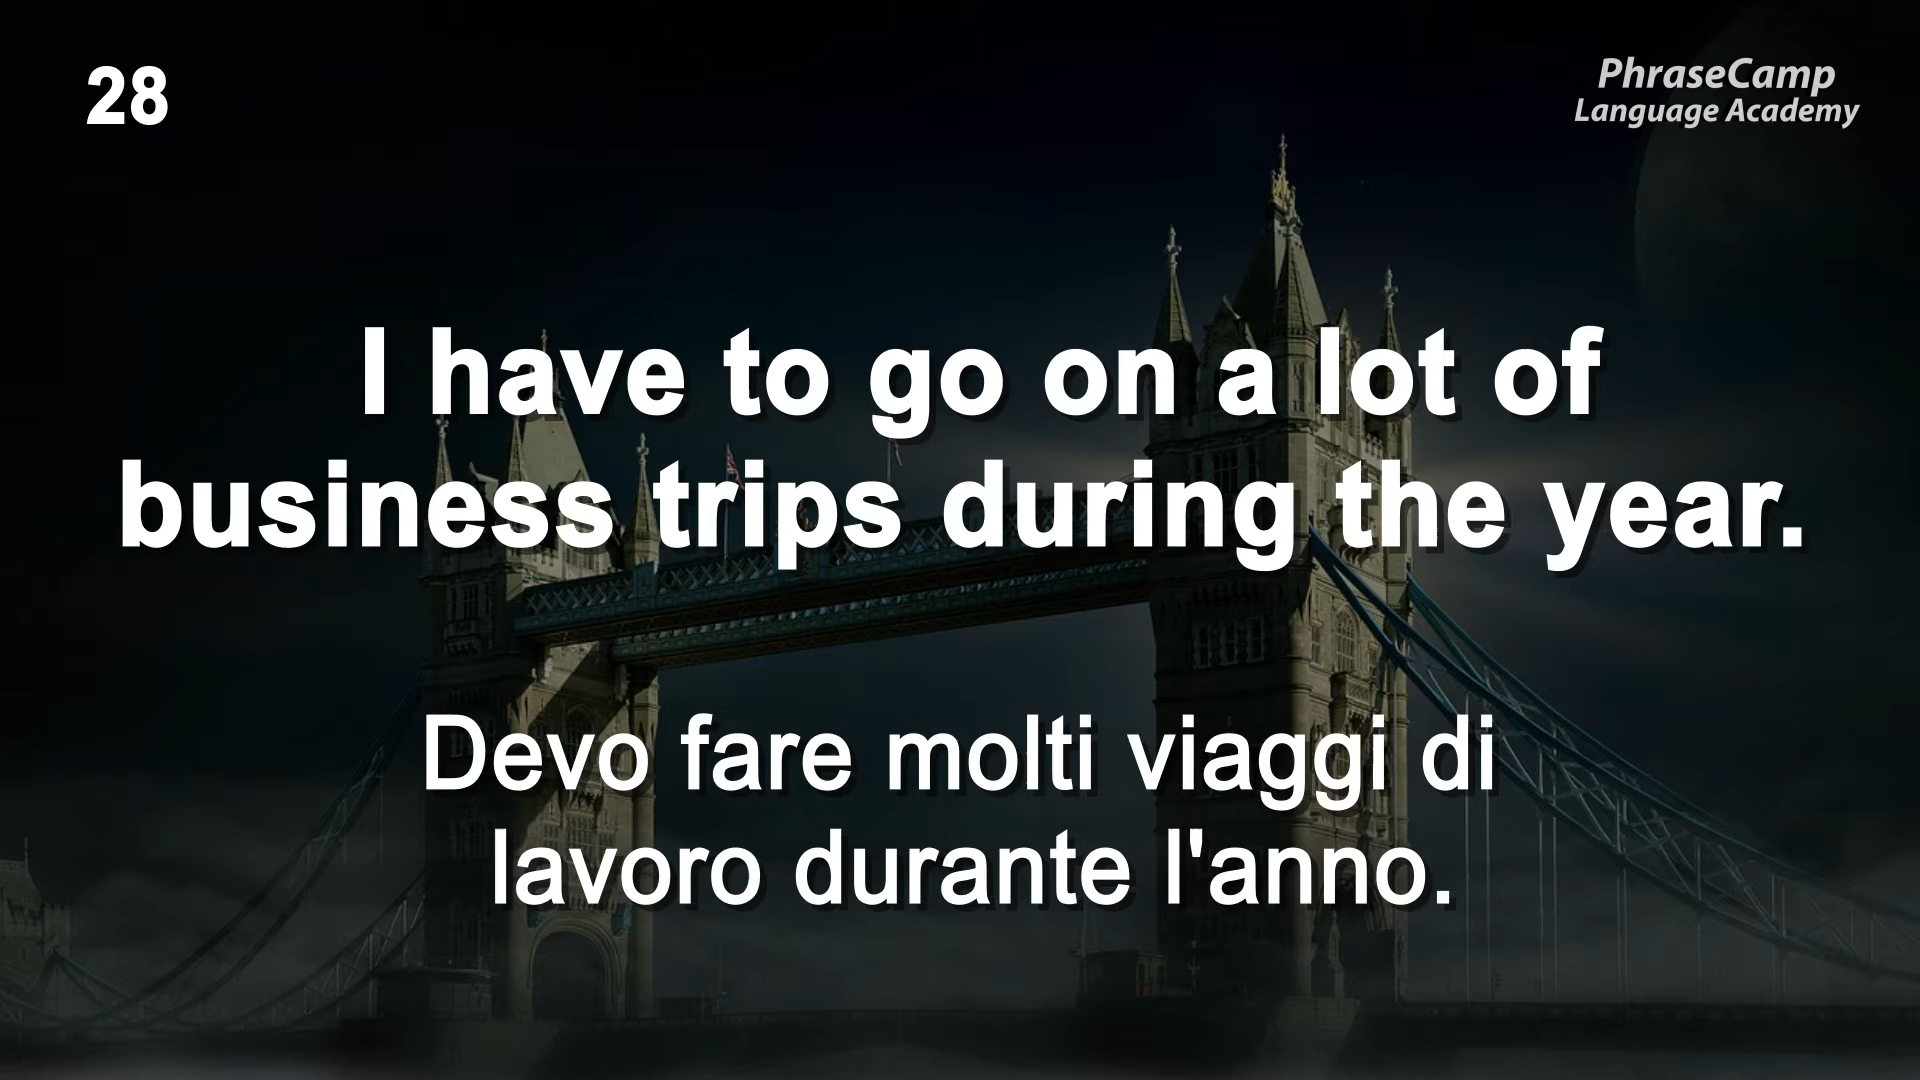 28
PhraseCamp
Language Academy
I have to go on a lot of
business trips during the year.
Devo fare molti viaggi di
lavoro durante l'anno.